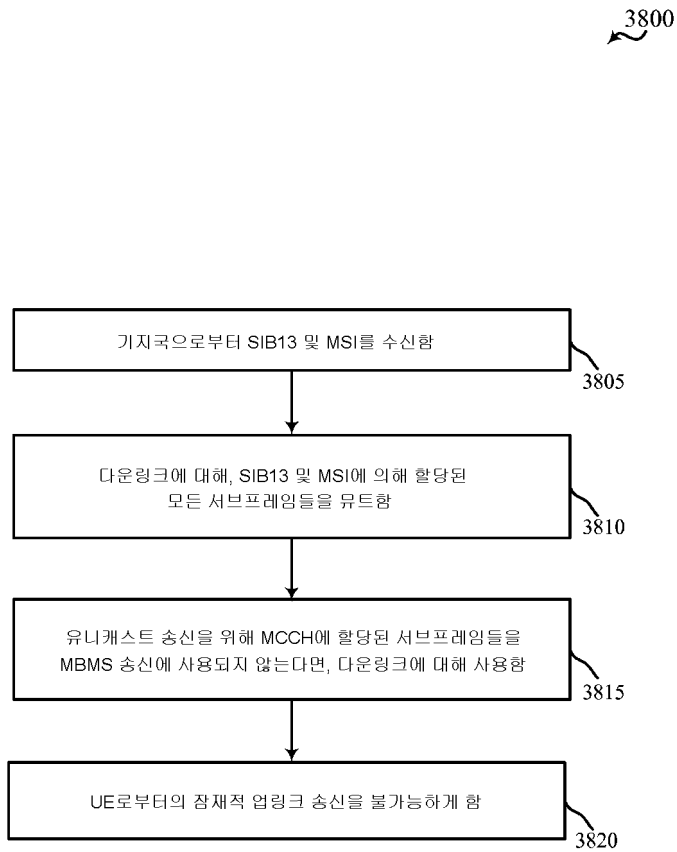 3800
기지국으로부터 SIB13 및 MSI를 수신함
3805
다운링크에 대해, SIB13 및 MSI에 의해 할당된
모든 서브프레임들을 뮤트함
3810
유니캐스트 송신을 위해 MCCH에 할당된 서브프레임들을
MBMS 송신에 사용되지 않는다면, 다운링크에 대해 사용함
3815
UE로부터의 잠재적 업링크 송신을 불가능하게 함
3820